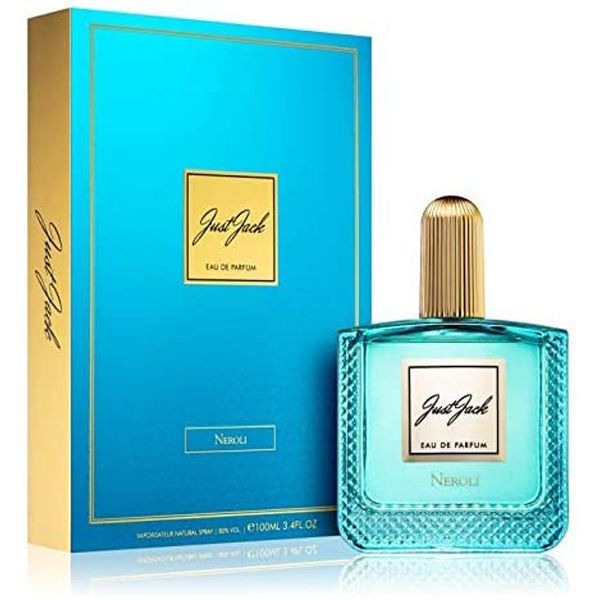 Just Jack
Just Jack
EAU DE PARFUM
NEROLI
VAPORISATEUR NATURAL SPRAY | 80% VOL. | ℮100ML 3.4FL.OZ
Just Jack
EAU DE PARFUM
NEROLI